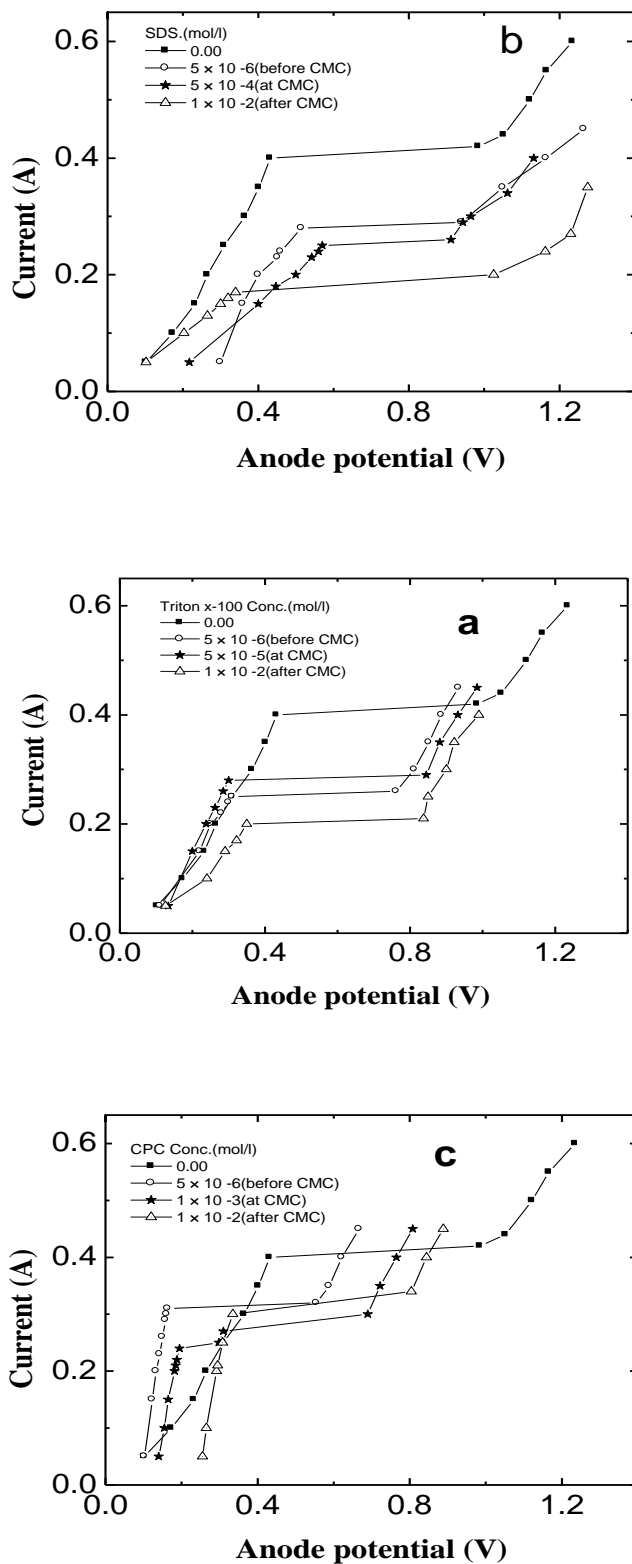 b
SDS.(mol/l)
0.00
5 × 10 -6(before CMC)
5 × 10 -4(at CMC)
1 × 10 -2(after CMC)
0.6
0.4
0.2
0.0
Current (A)
0.0 0.4 0.8 1.2
Anode potential (V)
a
Triton x-100 Conc.(mol/l)
0.00
5 × 10 -6(before CMC)
5 × 10 -5(at CMC)
1 × 10 -2(after CMC)
0.6
0.4
0.2
0.0
Current (A)
0.0 0.4 0.8 1.2
Anode potential (V)
c
CPC Conc.(mol/l)
0.00
5 × 10 -6(before CMC)
1 × 10 -3(at CMC)
1 × 10 -2(after CMC)
0.6
0.4
0.2
0.0
Current (A)
0.0 0.4 0.8 1.2
Anode potential (V)